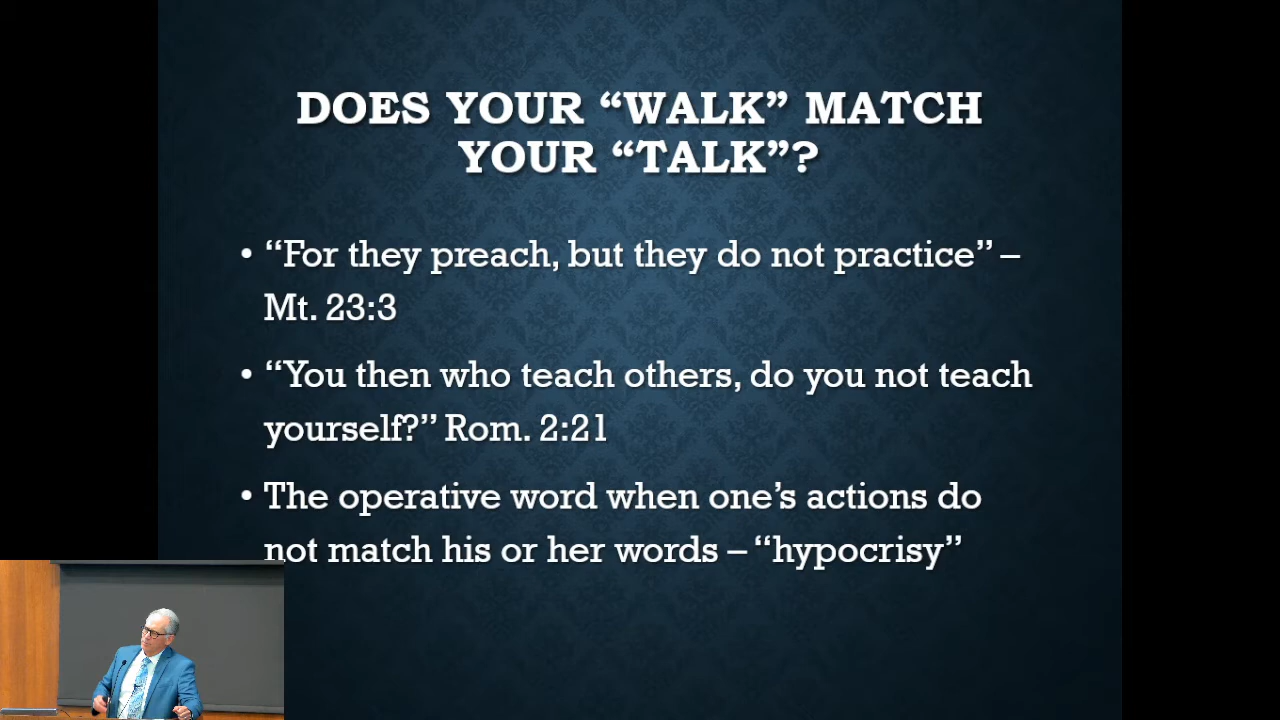 DOES YOUR “WALK” MATCH
YOUR “TALK”?
• “For they preach, but they do not practice” –
Mt. 23:3
• “You then who teach others, do you not teach
yourself?” Rom. 2:21
• The operative word when one’s actions do
not match his or her words – “hypocrisy”